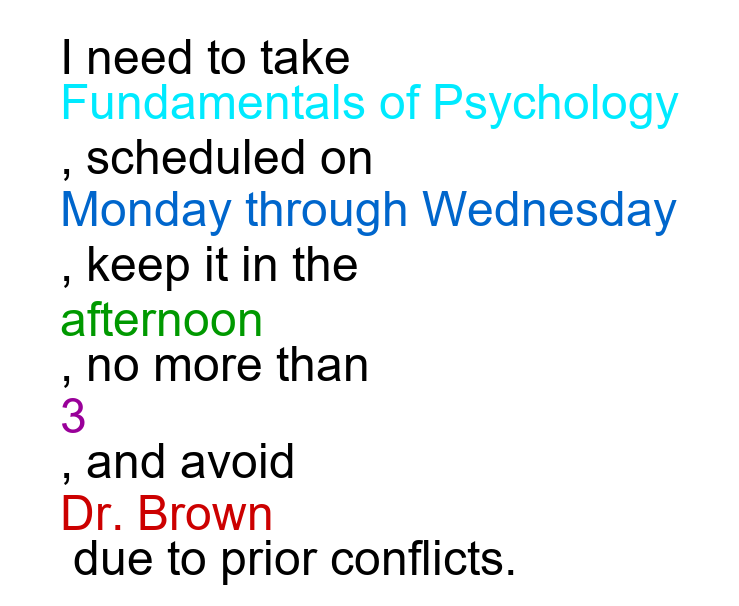 I need to take
Fundamentals of Psychology
, scheduled on
Monday through Wednesday
, keep it in the
afternoon
, no more than
3
, and avoid
Dr. Brown
due to prior conflicts.